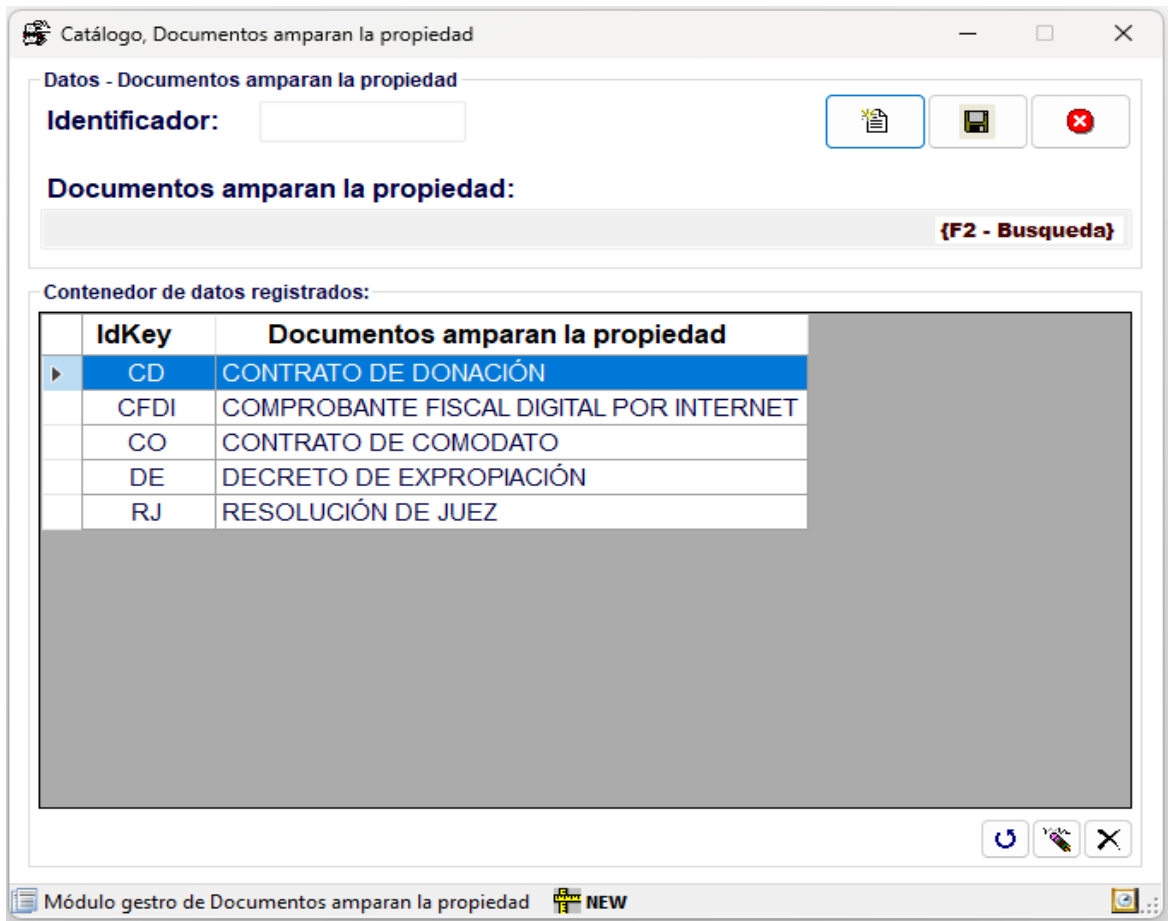 Catálogo, Documentos amparan la propiedad
Datos - Documentos amparan la propiedad
Identificador:
Documentos amparan la propiedad:
{F2 - Busqueda}
Contenedor de datos registrados:
IdKey Documentos amparan la propiedad
CD CONTRATO DE DONACIÓN
CFDI COMPROBANTE FISCAL DIGITAL POR INTERNET
CO CONTRATO DE COMODATO
DE DECRETO DE EXPROPIACIÓN
RJ RESOLUCIÓN DE JUEZ
Módulo gestro de Documentos amparan la propiedad NEW